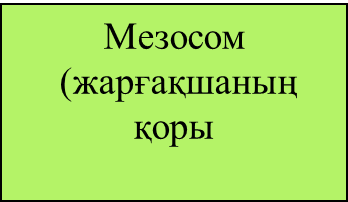 Мезосом
(жарғақшаның
қоры